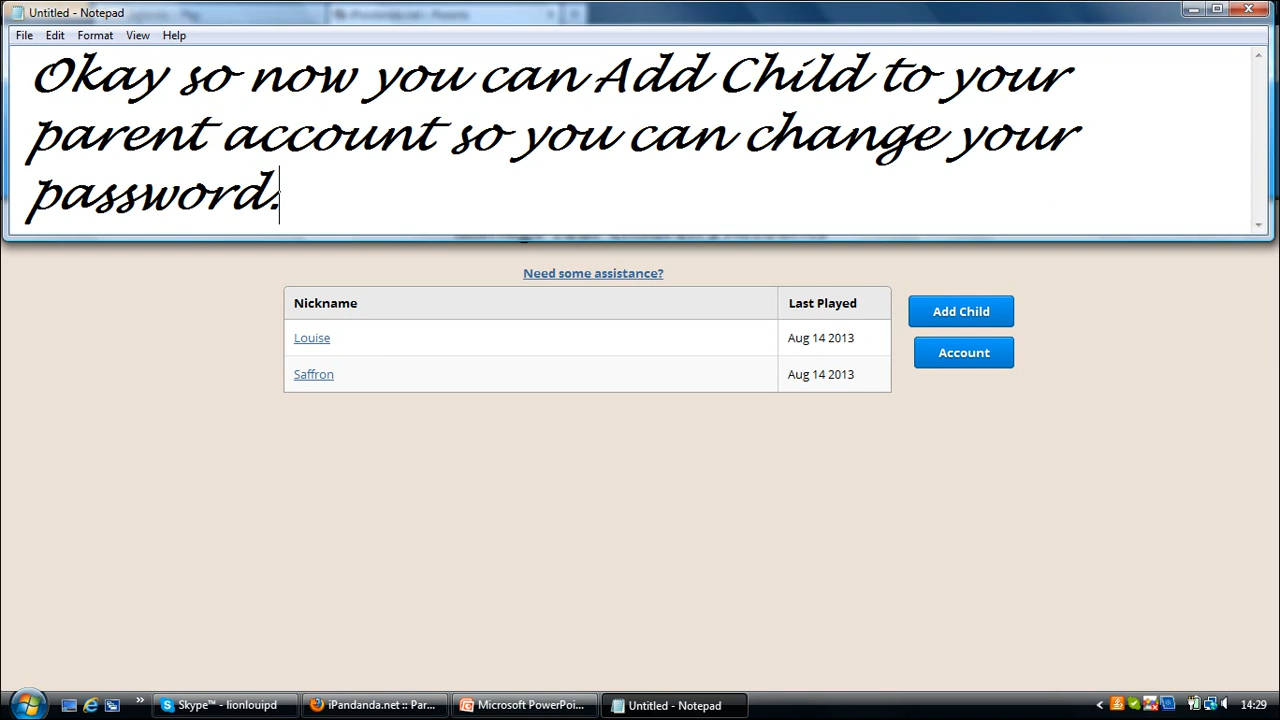 Untitled - Notepad
File Edit Format View Help
Okay so now you can Add Child to your
parent account so you can change your
password.
Need some assistance?
Nickname Last Played
Add Child
Louise Aug 14 2013
Account
Saffron Aug 14 2013
Skype™ - lionlouipd iPandanda.net :: Par... Microsoft PowerPoi... Untitled - Notepad 14:29